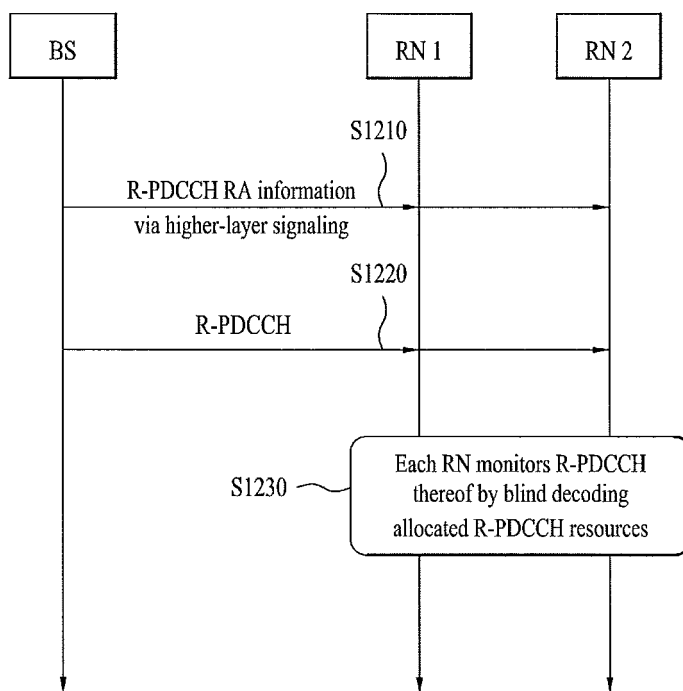 BS
RN 1
RN 2
S1210
R-PDCCH RA information
via higher-layer signaling
S1220
R-PDCCH
S1230
Each RN monitors R-PDCCH
thereof by blind decoding
allocated R-PDCCH resources